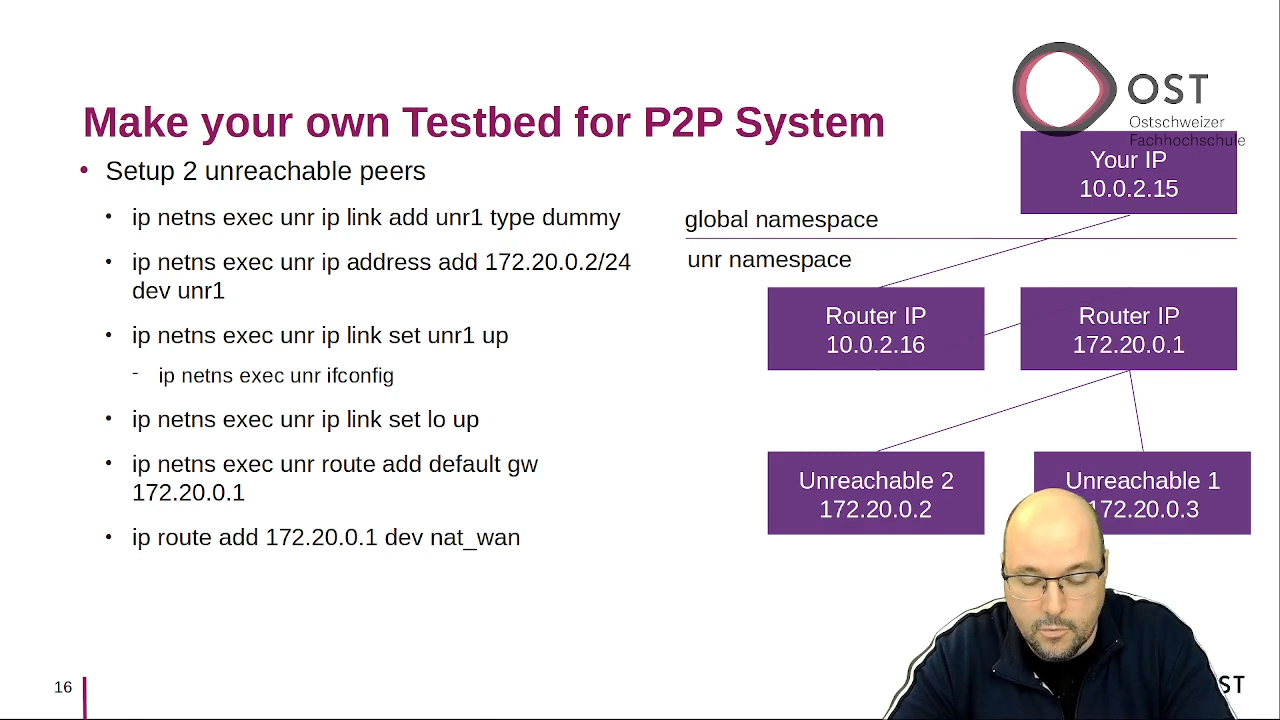 OST
Ostschweizer
Fachhochschule
Make your own Testbed for P2P System
• Setup 2 unreachable peers
• ip netns exec unr ip link add unr1 type dummy
• ip netns exec unr ip address add 172.20.0.2/24
dev unr1
• ip netns exec unr ip link set unr1 up
- ip netns exec unr ifconfig
• ip netns exec unr ip link set lo up
• ip netns exec unr route add default gw
172.20.0.1
• ip route add 172.20.0.1 dev nat_wan
Your IP
10.0.2.15
global namespace
unr namespace
Router IP
10.0.2.16
Router IP
172.20.0.1
Unreachable 2
172.20.0.2
Unreachable 1
172.20.0.3
16
ST